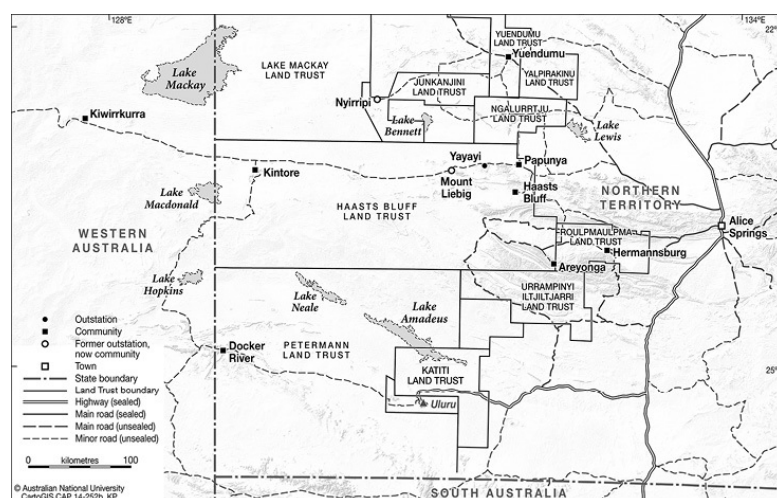 128°E
134°E
22°
YUENDUMU
LAND TRUST
Yuendumu
LAKE MACKAY
LAND TRUST
Lake
Mackay
JUNKANJINI
LAND TRUST
YALPIRAKINU
LAND TRUST
Nyirripi
NGALURRTJU
LAND TRUST
Kiwirrkurra
Lake
Bennett
Lake
Lewis
Yayayi
Papunya
Kintore
Mount
Liebig
Haasts
Bluff
Lake
Macdonald
HAASTS BLUFF
LAND TRUST
NORTHERN
TERRITORY
WESTERN
AUSTRALIA
ROULPMAULPMA
LAND TRUST
Alice
Springs
Hermannsburg
Areyonga
Lake
Hopkins
URRAMPINYI
ILTJILTJARRI
LAND TRUST
Lake
Neale
Lake
Amadeus
Docker
River
PETERMANN
LAND TRUST
KATITI
LAND TRUST
25°
Uluru
Outstation
Community
Former outstation,
now community
Town
State boundary
Land Trust boundary
Highway (sealed)
Main road (sealed)
Main road (unsealed)
Minor road (unsealed)
0 kilometres 100
© Australian National University
CartoGIS CAP 14-252b_KP
SOUTH AUSTRALIA